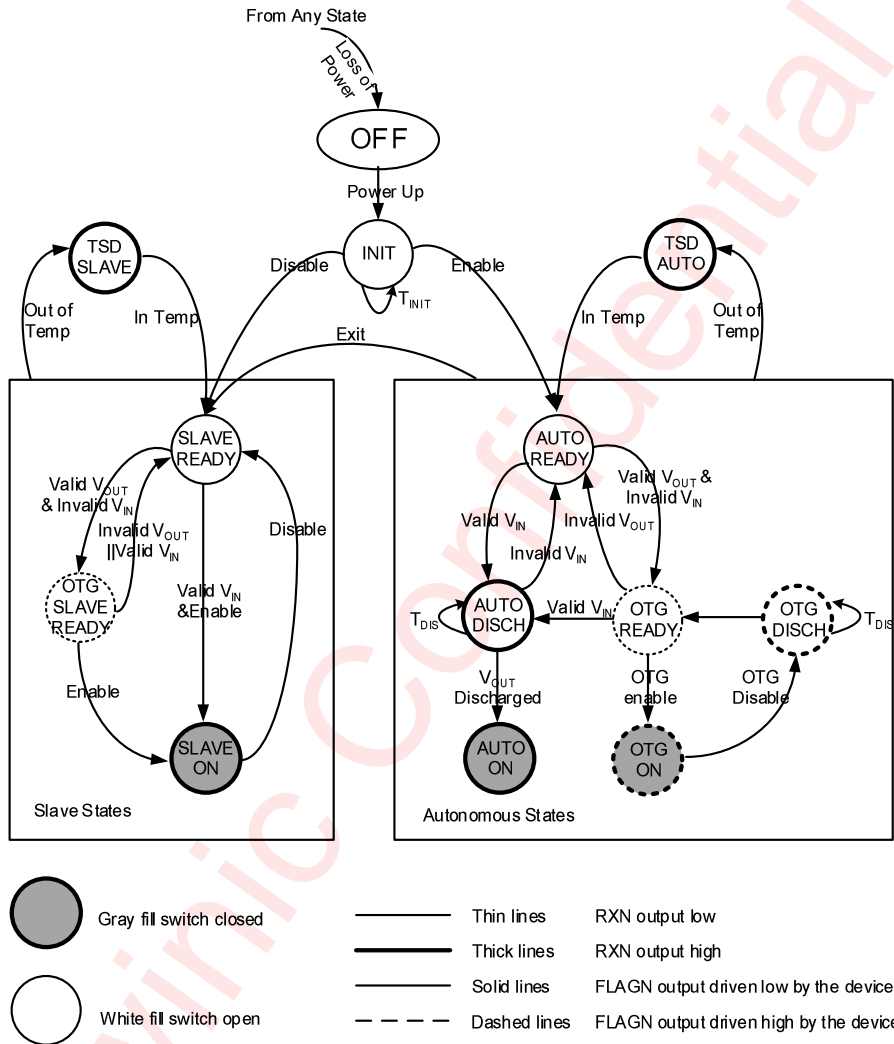 From Any State
Loss of
Power
OFF
Power Up
TSD
SLAVE
INIT
TSD
AUTO
Disable
Enable
T_INIT
Out of
Temp
In Temp
In Temp
Out of
Temp
Exit
SLAVE
READY
AUTO
READY
Valid V_OUT
& Invalid V_IN
Invalid V_OUT
||Valid V_IN
Disable
Valid V_IN
Invalid V_IN
Invalid V_OUT
Valid V_OUT &
Invalid V_IN
OTG
SLAVE
READY
Valid V_IN
&Enable
T_DIS
AUTO
DISCH
Valid V_IN
OTG
READY
OTG
DISCH
T_DIS
Enable
V_OUT
Discharged
OTG
enable
OTG
Disable
SLAVE
ON
AUTO
ON
OTG
ON
Slave States
Autonomous States
Gray fill switch closed
White fill switch open
Thin lines RXN output low
Thick lines RXN output high
Solid lines FLAGN output driven low by the device
Dashed lines FLAGN output driven high by the device
winic Confidential